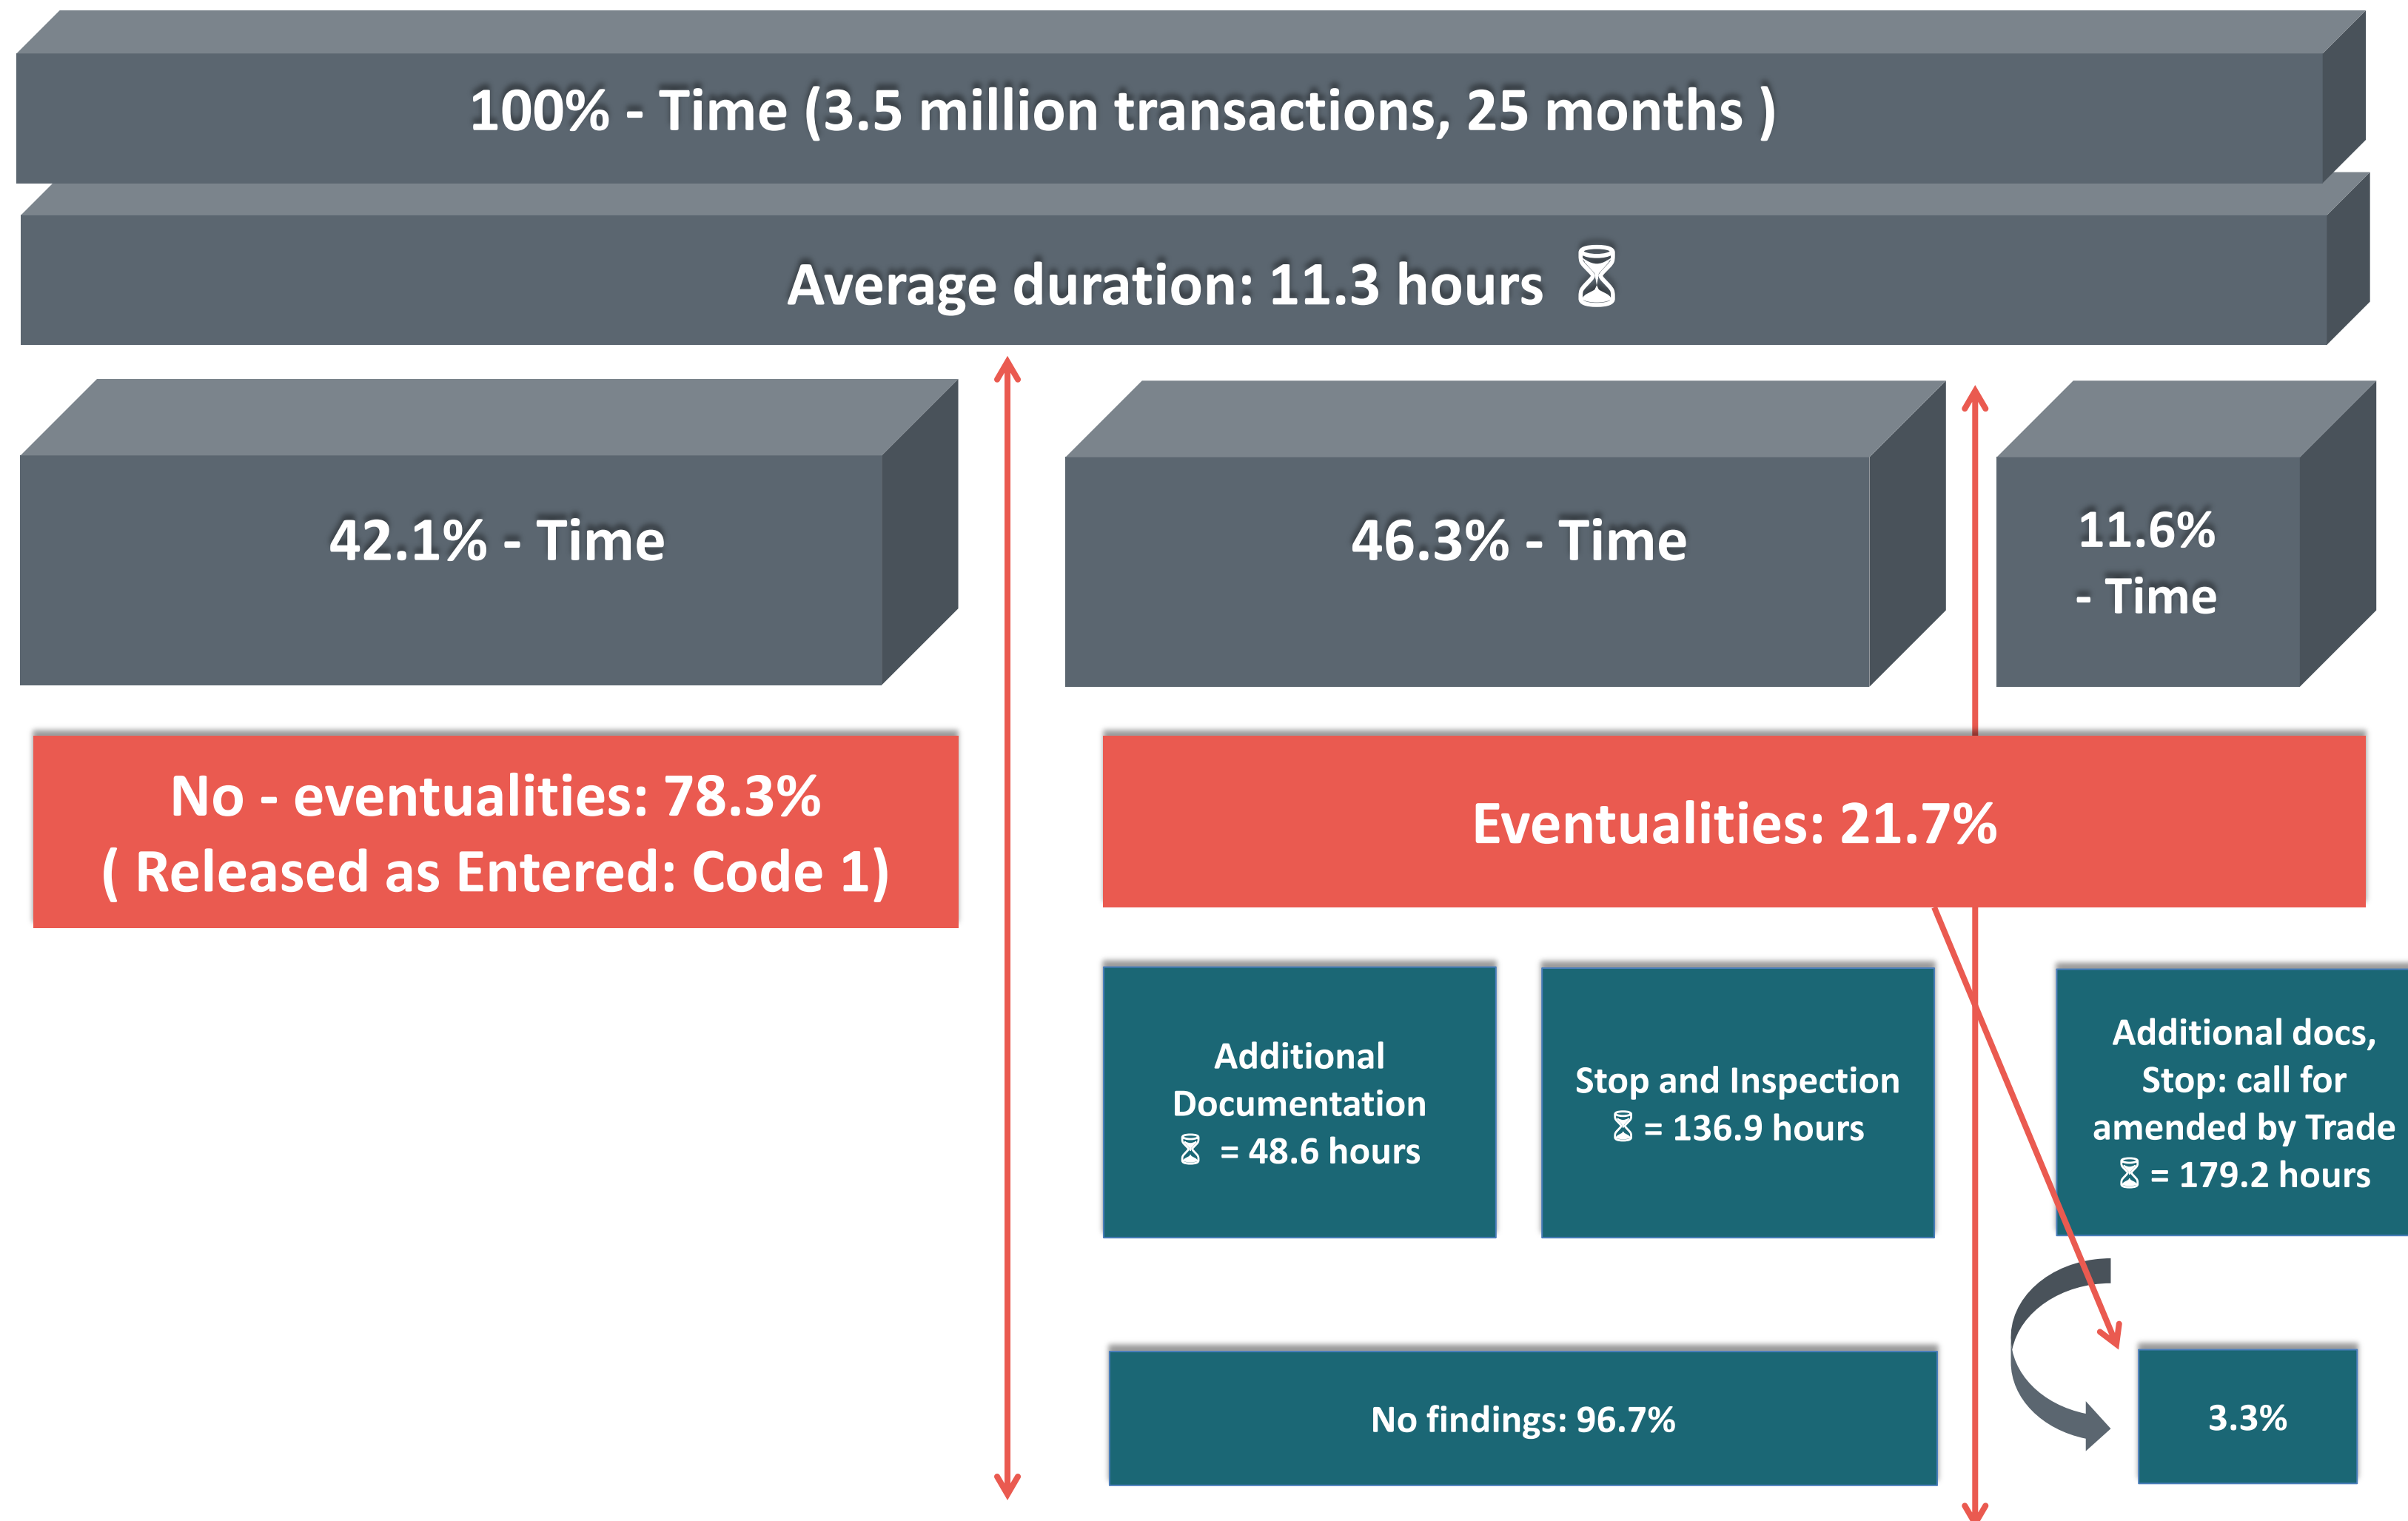 100% - Time (3.5 million transactions, 25 months )
Average duration: 11.3 hours ⏳
42.1% - Time
46.3% - Time
11.6%
- Time
No - eventualities: 78.3%
( Released as Entered: Code 1)
Eventualities: 21.7%
Additional
Documentation
⏳ = 48.6 hours
Stop and Inspection
⏳= 136.9 hours
Additional docs,
Stop: call for
amended by Trade
⏳= 179.2 hours
No findings: 96.7%
3.3%